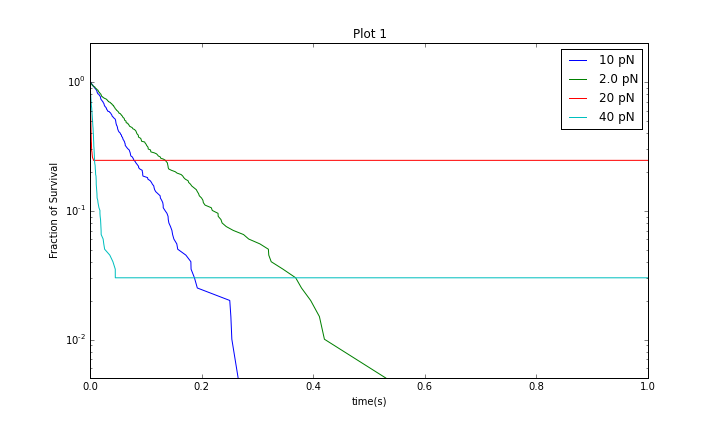 Plot 1
10 pN
2.0 pN
20 pN
40 pN
Fraction of Survival
10^0
10^-1
10^-2
0.0 0.2 0.4 0.6 0.8 1.0
time(s)